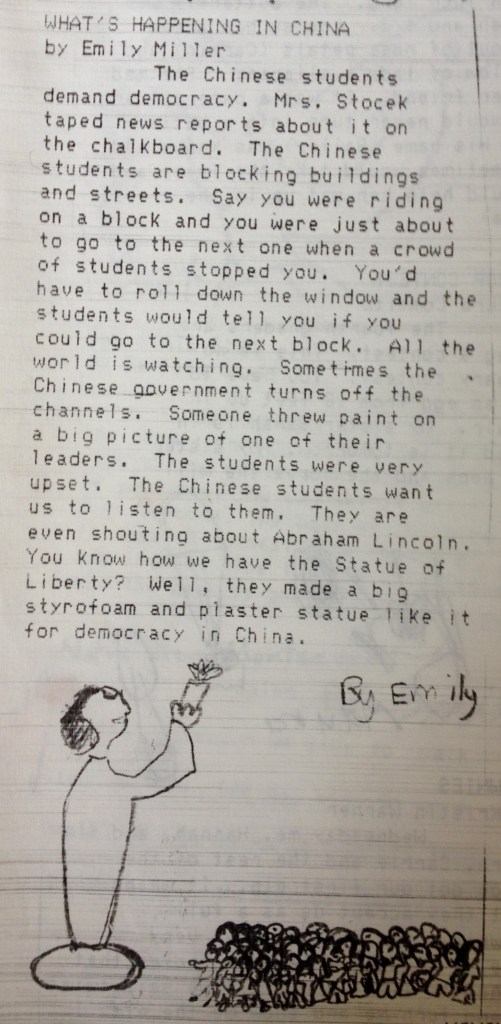 WHAT'S HAPPENING IN CHINA
by Emily Miller
The Chinese students
demand democracy. Mrs. Stocek
taped news reports about it on
the chalkboard. The Chinese
students are blocking buildings
and streets. Say you were riding
on a block and you were just about
to go to the next one when a crowd
of students stopped you. You'd
have to roll down the window and the
students would tell you if you
could go to the next block. All the
world is watching. Sometimes the
Chinese government turns off the
channels. Someone threw paint on
a big picture of one of their
leaders. The students were very
upset. The Chinese students want
us to listen to them. They are
even shouting about Abraham Lincoln.
You know how we have the Statue of
Liberty? Well, they made a big
styrofoam and plaster statue like it
for democracy in China.
By Emily